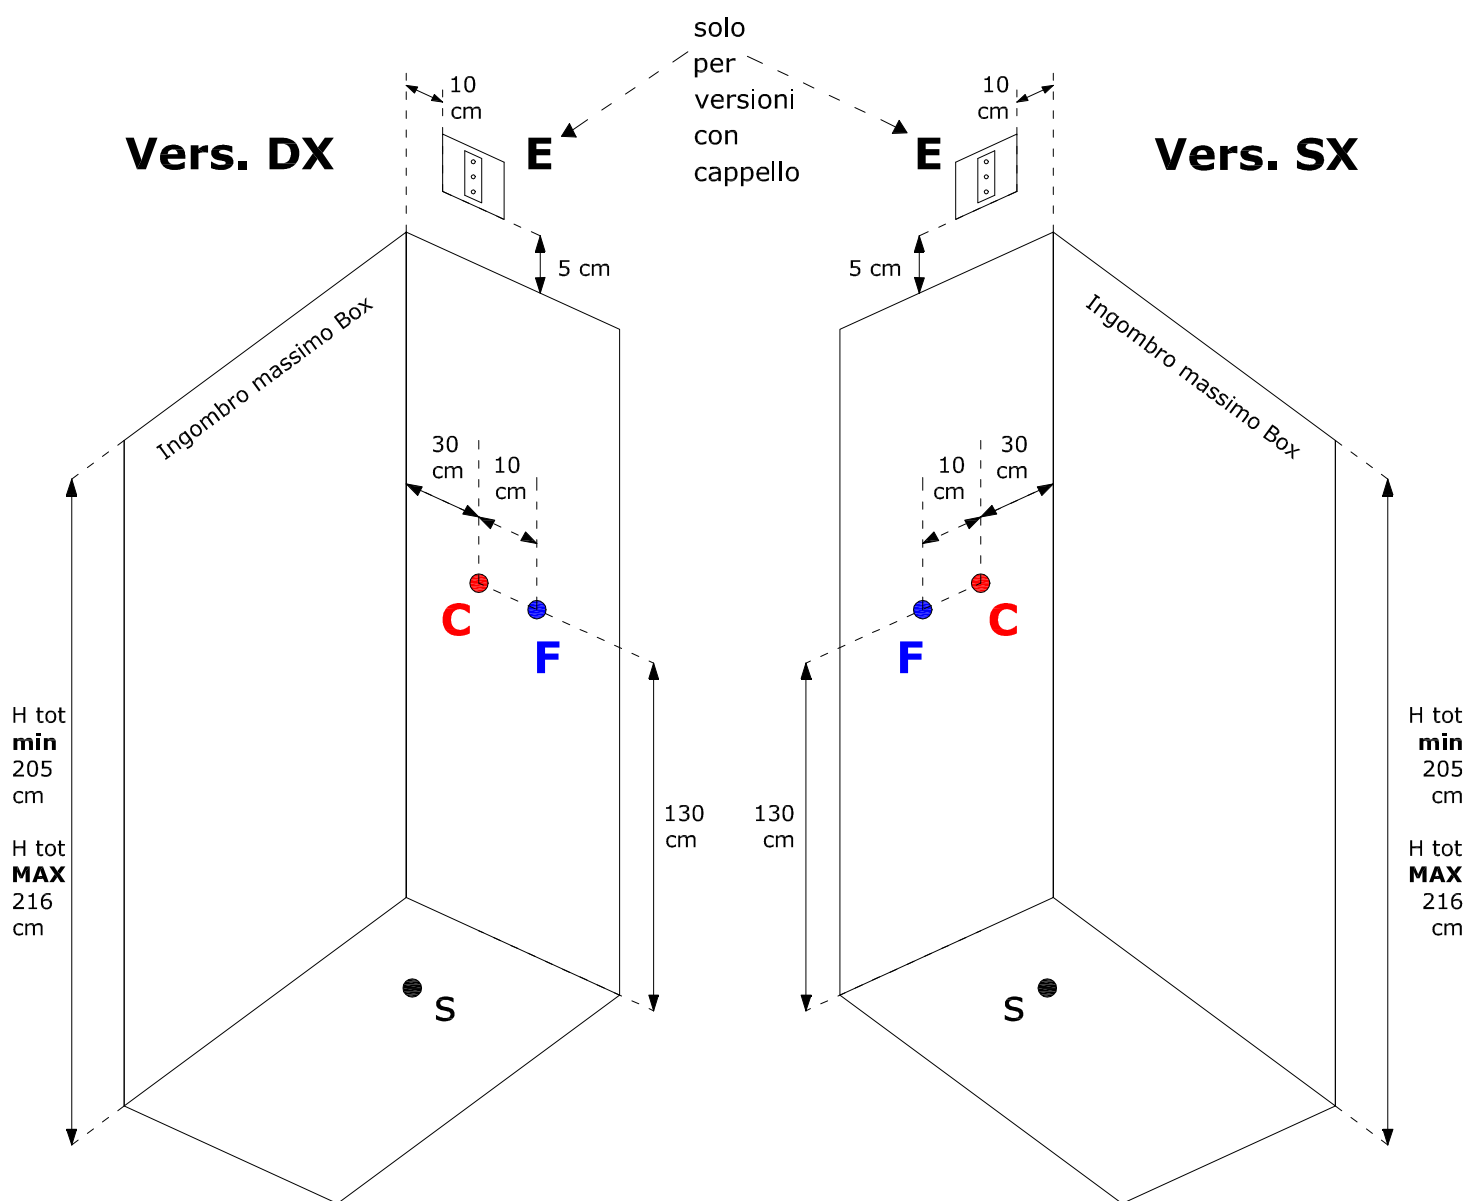 solo
per
versioni
con
cappello
10
cm
10
cm
Vers. DX
E
E
Vers. SX
5 cm
5 cm
Ingombro massimo Box
Ingombro massimo Box
30
cm
10
cm
10
cm
30
cm
C
F
F
C
H tot
min
205
cm
H tot
MAX
216
cm
130
cm
130
cm
H tot
min
205
cm
H tot
MAX
216
cm
S
S